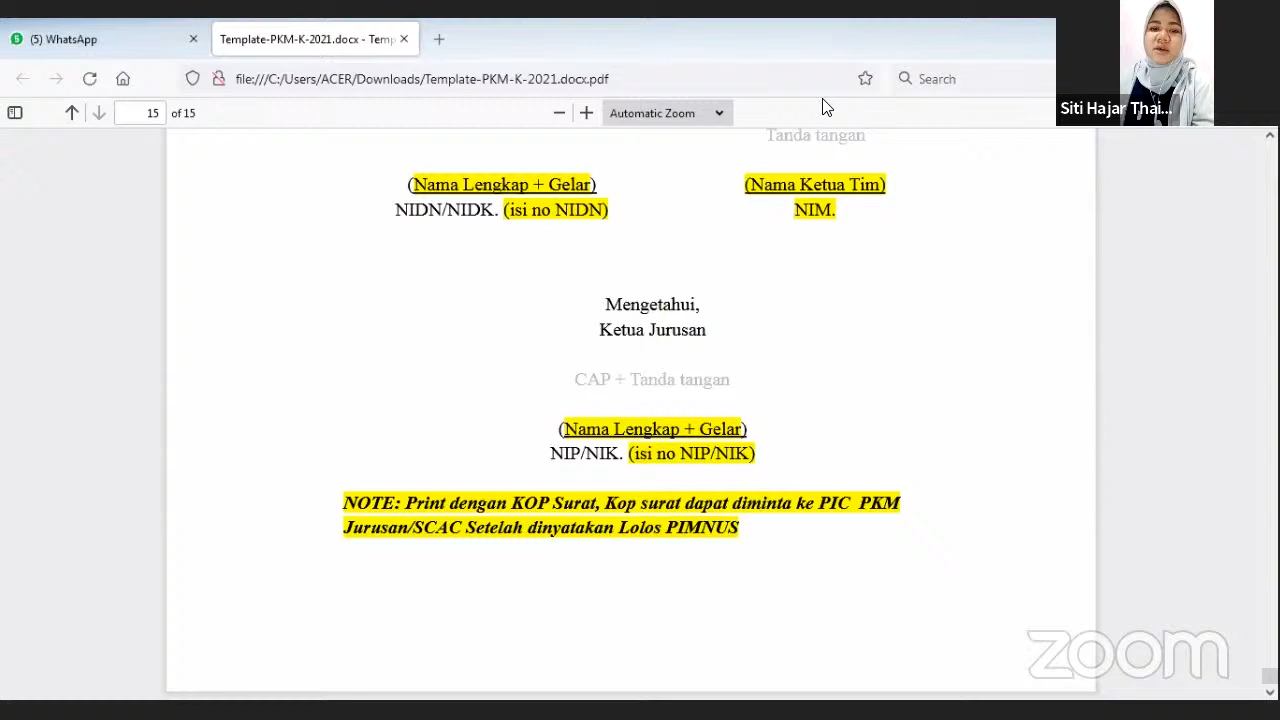 (5) WhatsApp
Template-PKM-K-2021.docx - Temp
file:///C:/Users/ACER/Downloads/Template-PKM-K-2021.docx.pdf
Search
Siti Hajar Thai...
15 of 15
Automatic Zoom
Tanda tangan
(Nama Lengkap + Gelar) (Nama Ketua Tim)
NIDN/NIDK. (isi no NIDN) NIM.
Mengetahui,
Ketua Jurusan
CAP + Tanda tangan
(Nama Lengkap + Gelar)
NIP/NIK. (isi no NIP/NIK)
NOTE: Print dengan KOP Surat, Kop surat dapat diminta ke PIC PKM
Jurusan/SCAC Setelah dinyatakan Lolos PIMNUS
zoom